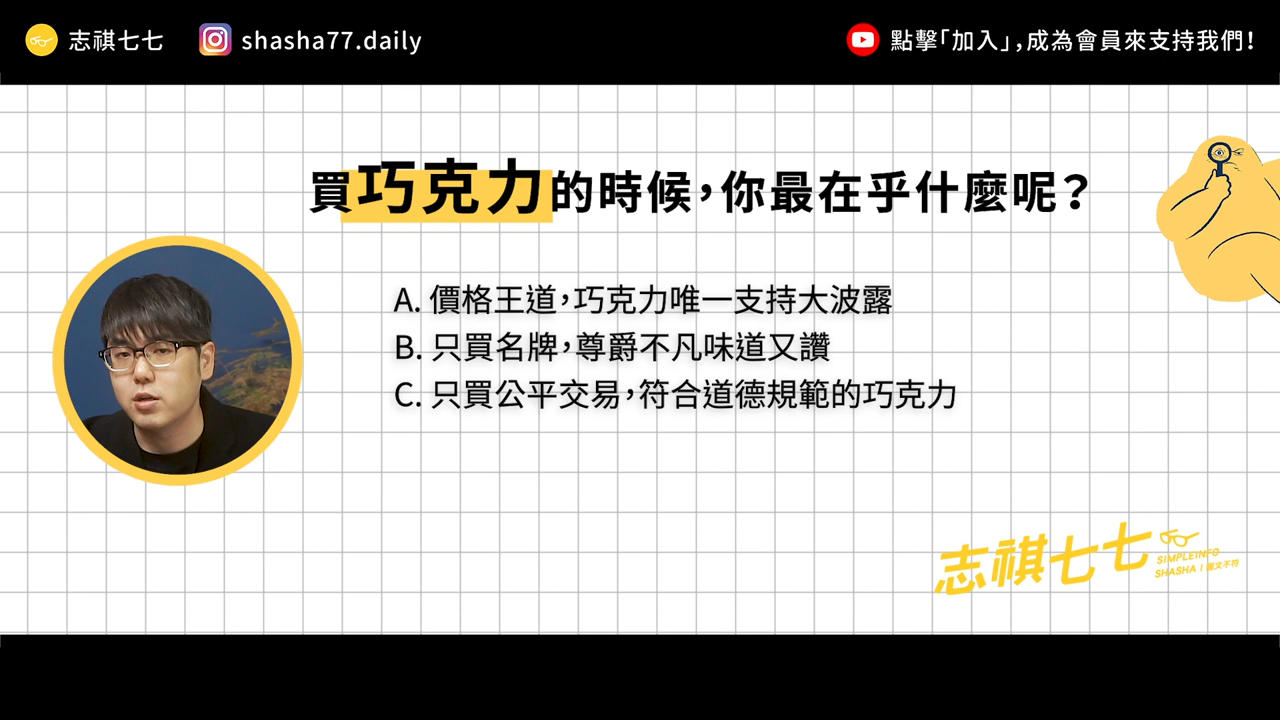 志祺七七
shasha77.daily
點擊「加入」,成為會員來支持我們!
買巧克力的時候,你最在乎什麼呢?
A. 價格王道,巧克力唯一支持大波露
B. 只買名牌,尊爵不凡味道又讚
C. 只買公平交易,符合道德規範的巧克力
志祺七七
SIMPLEINFO
SHASHA | 圖文不符